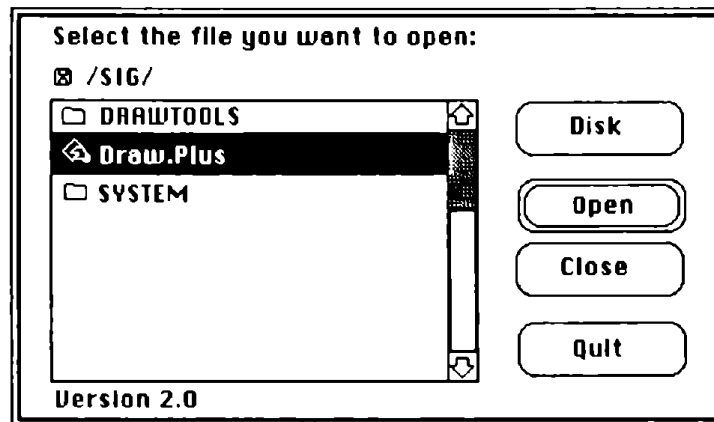 Select the file you want to open:
/SIG/
DRAWTOOLS
Draw.Plus
SYSTEM
Disk
Open
Close
Quit
Version 2.0